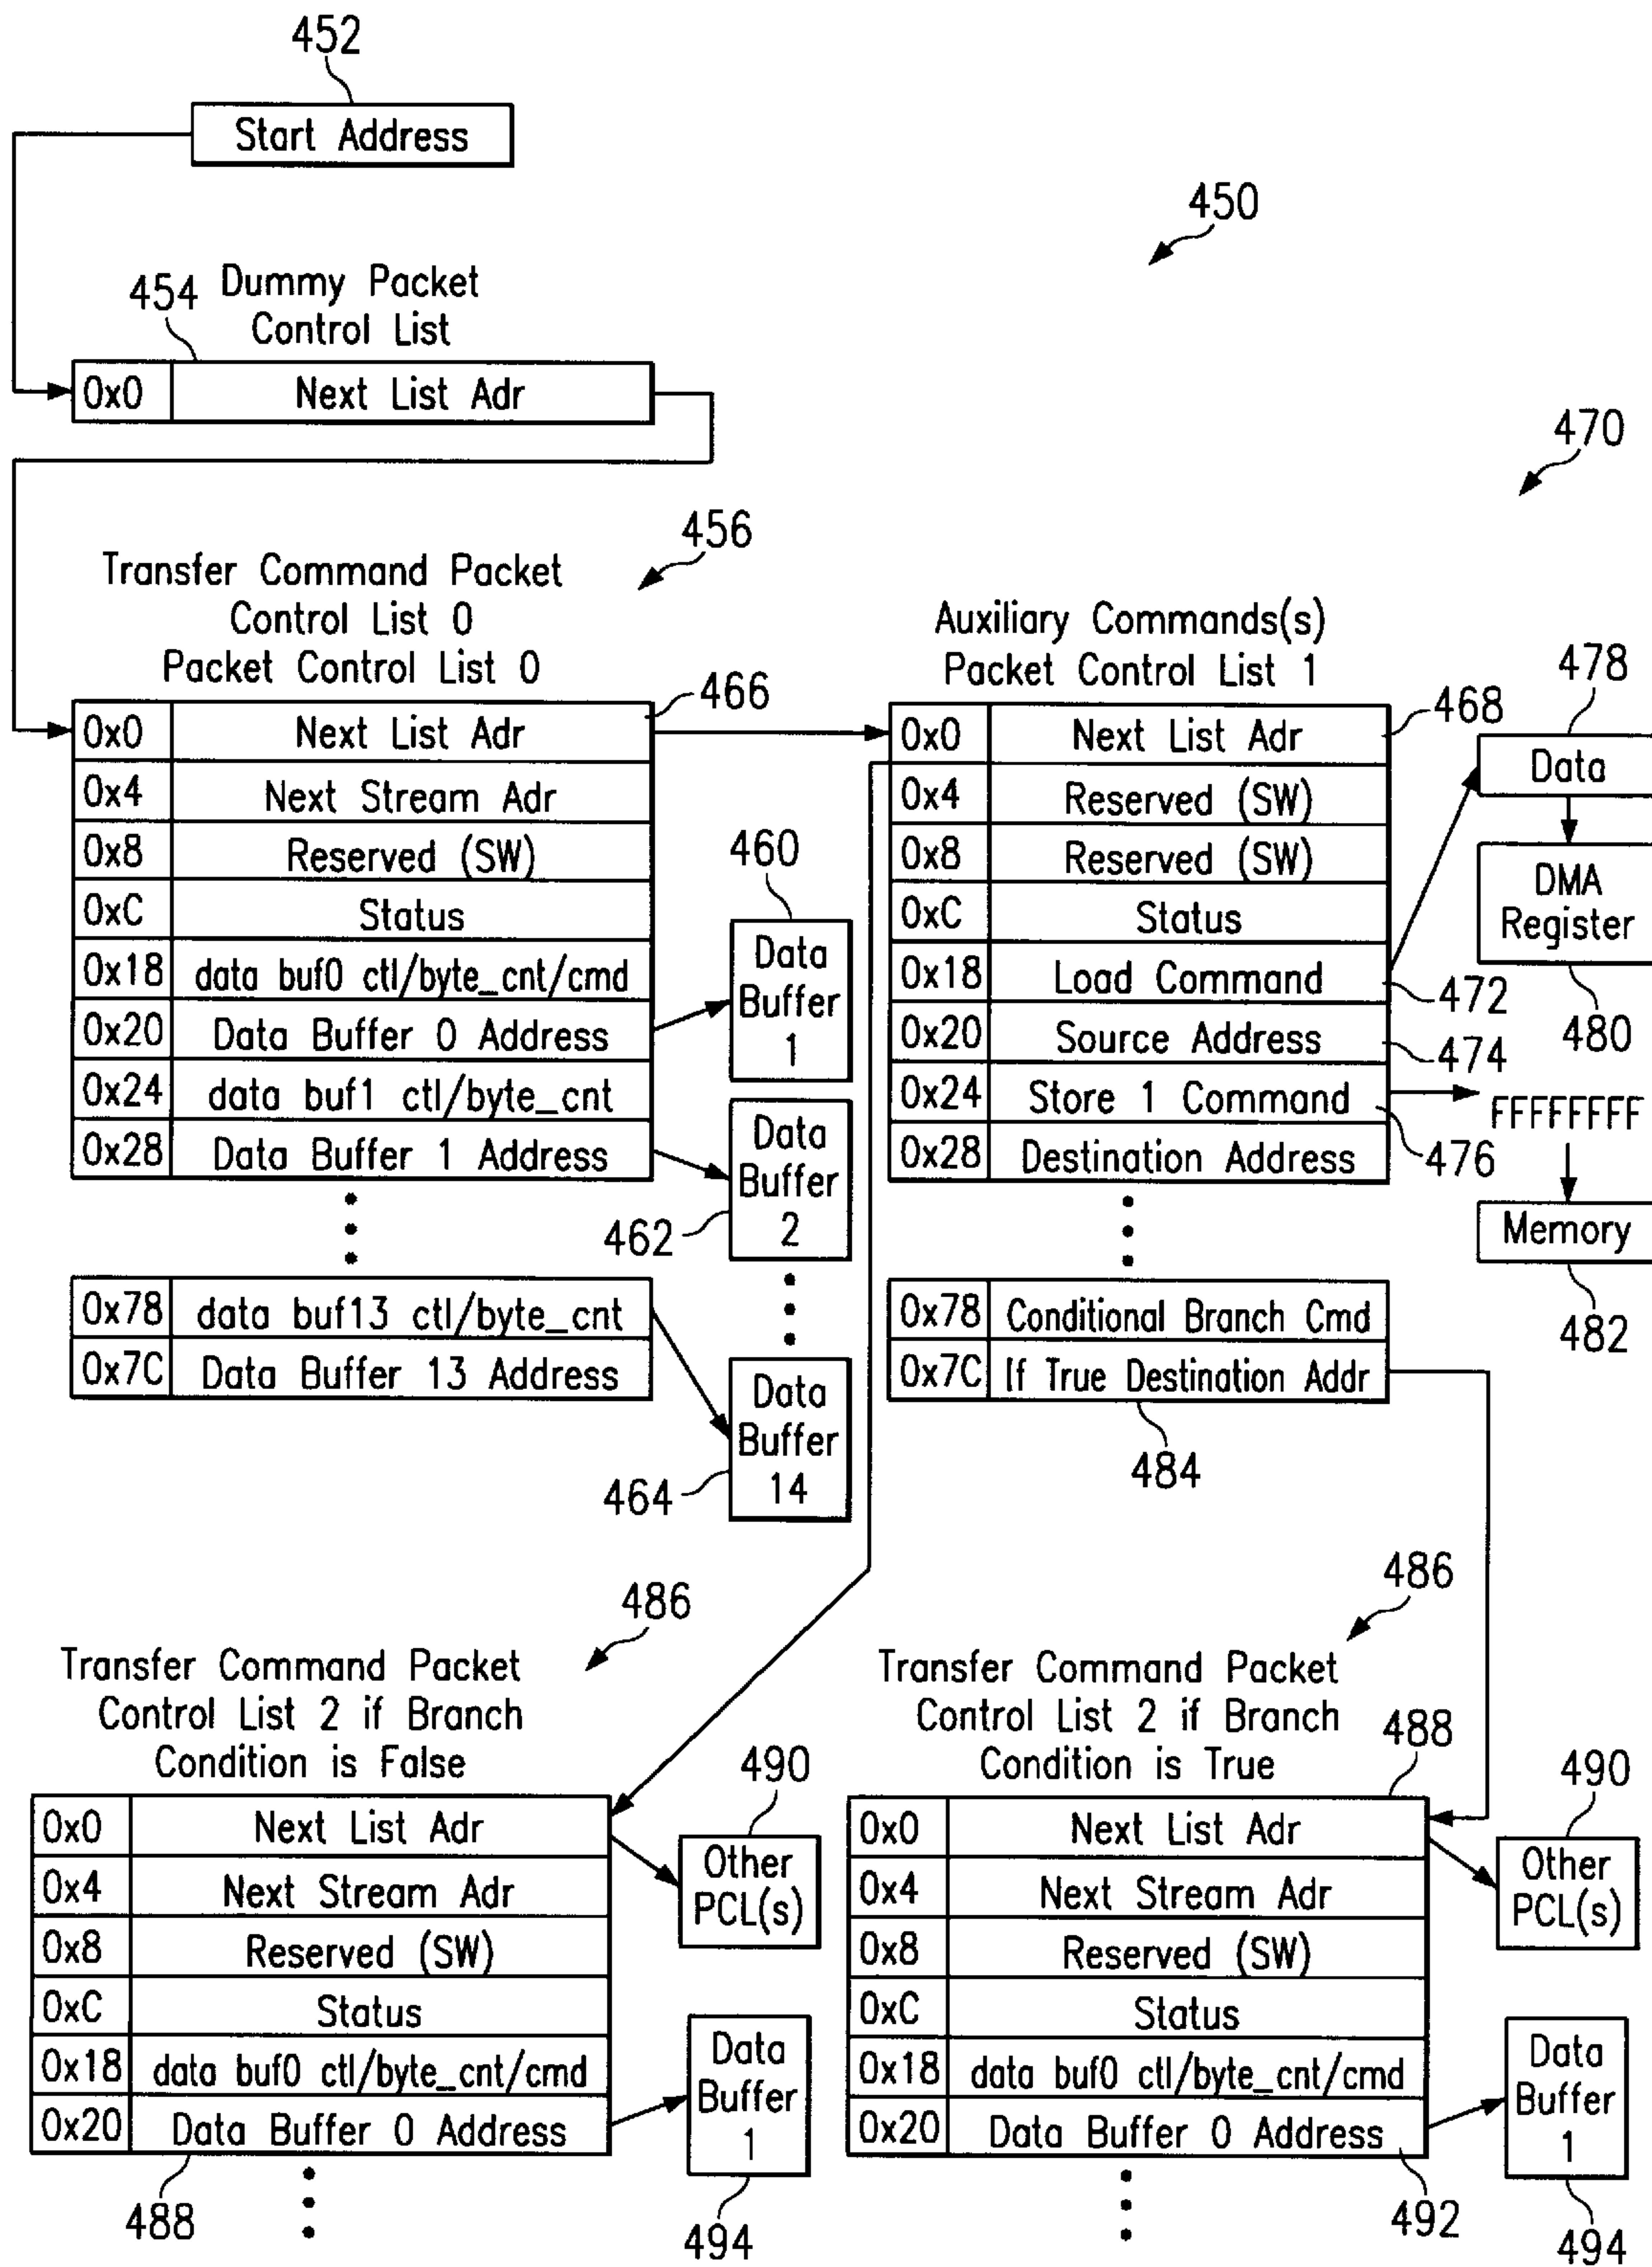 452
Start Address
450
454 Dummy Packet
Control List
0x0 Next List Adr
470
456
Transfer Command Packet
Control List 0
Packet Control List 0
466
0x0 Next List Adr
0x4 Next Stream Adr
0x8 Reserved (SW)
0xC Status
0x18 data buf0 ctl/byte_cnt/cmd
0x20 Data Buffer 0 Address
0x24 data buf1 ctl/byte_cnt
0x28 Data Buffer 1 Address
0x78 data buf13 ctl/byte_cnt
0x7C Data Buffer 13 Address
460
Data
Buffer
1
Data
Buffer
2
462
Data
Buffer
14
464
Auxiliary Commands(s)
Packet Control List 1
468
0x0 Next List Adr
0x4 Reserved (SW)
0x8 Reserved (SW)
0xC Status
0x18 Load Command
472
0x20 Source Address
474
0x24 Store 1 Command
476
0x28 Destination Address
0x78 Conditional Branch Cmd
0x7C If True Destination Addr
484
478
Data
DMA
Register
480
FFFFFFFF
Memory
482
486
Transfer Command Packet
Control List 2 if Branch
Condition is False
0x0 Next List Adr
0x4 Next Stream Adr
0x8 Reserved (SW)
0xC Status
0x18 data buf0 ctl/byte_cnt/cmd
0x20 Data Buffer 0 Address
488
490
Other
PCL(s)
Data
Buffer
1
494
486
Transfer Command Packet
Control List 2 if Branch
Condition is True
488
0x0 Next List Adr
0x4 Next Stream Adr
0x8 Reserved (SW)
0xC Status
0x18 data buf0 ctl/byte_cnt/cmd
0x20 Data Buffer 0 Address
492
490
Other
PCL(s)
Data
Buffer
1
494